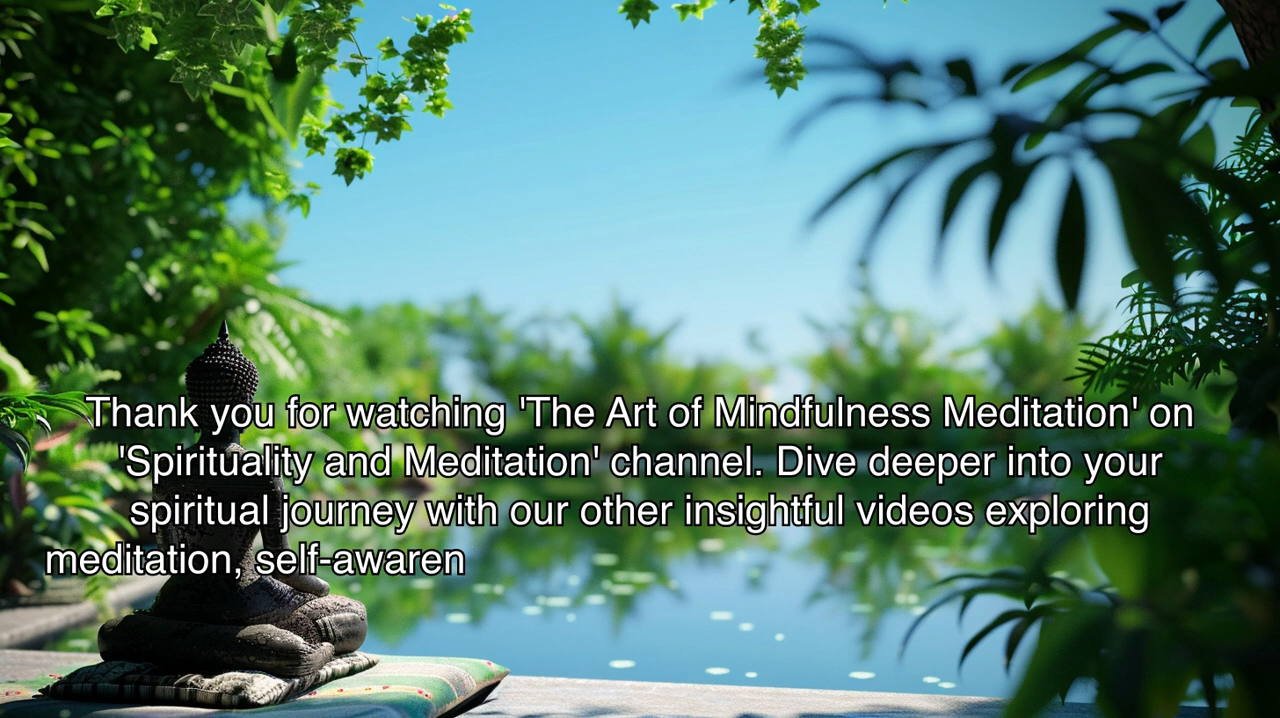 Thank you for watching 'The Art of Mindfulness Meditation' on
'Spirituality and Meditation' channel. Dive deeper into your
spiritual journey with our other insightful videos exploring
meditation, self-awaren